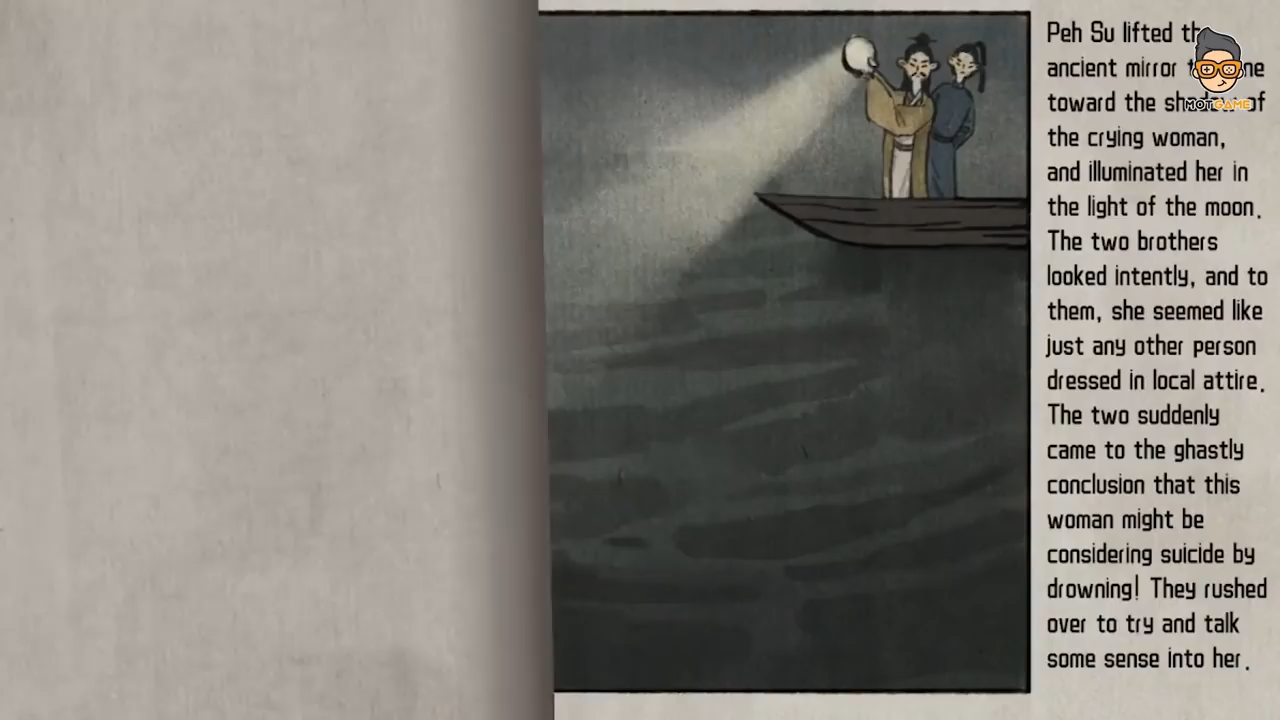 Peh Su lifted
ancient mirror
toward the shadow of
the crying woman,
and illuminated her in
the light of the moon.
The two brothers
looked intently, and to
them, she seemed like
just any other person
dressed in local attire.
The two suddenly
came to the ghastly
conclusion that this
woman might be
considering suicide by
drowning! They rushed
over to try and talk
some sense into her.
MOTGAME